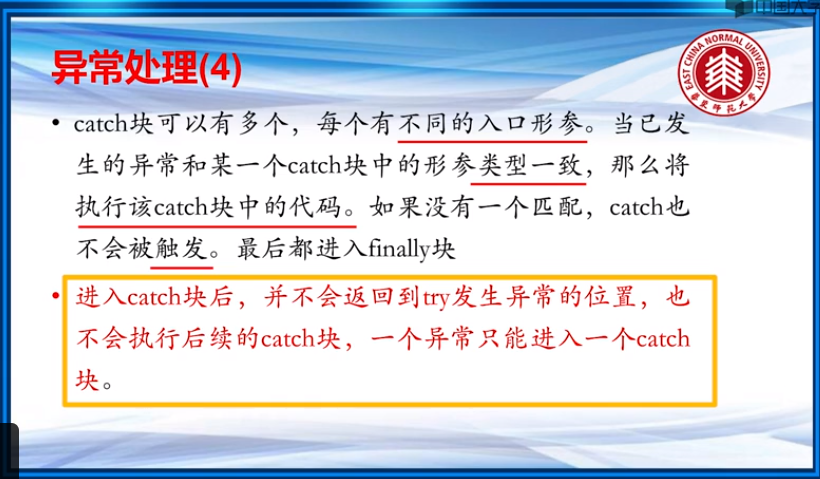 中国大学
异常处理(4)
EAST CHINA NORMAL UNIVERSITY
华东师范大学
• catch块可以有多个，每个有不同的入口形参。当已发
生的异常和某一个catch块中的形参类型一致，那么将
执行该catch块中的代码。如果没有一个匹配，catch也
不会被触发。最后都进入finally块
• 进入catch块后，并不会返回到try发生异常的位置，也
不会执行后续的catch块，一个异常只能进入一个catch
块。